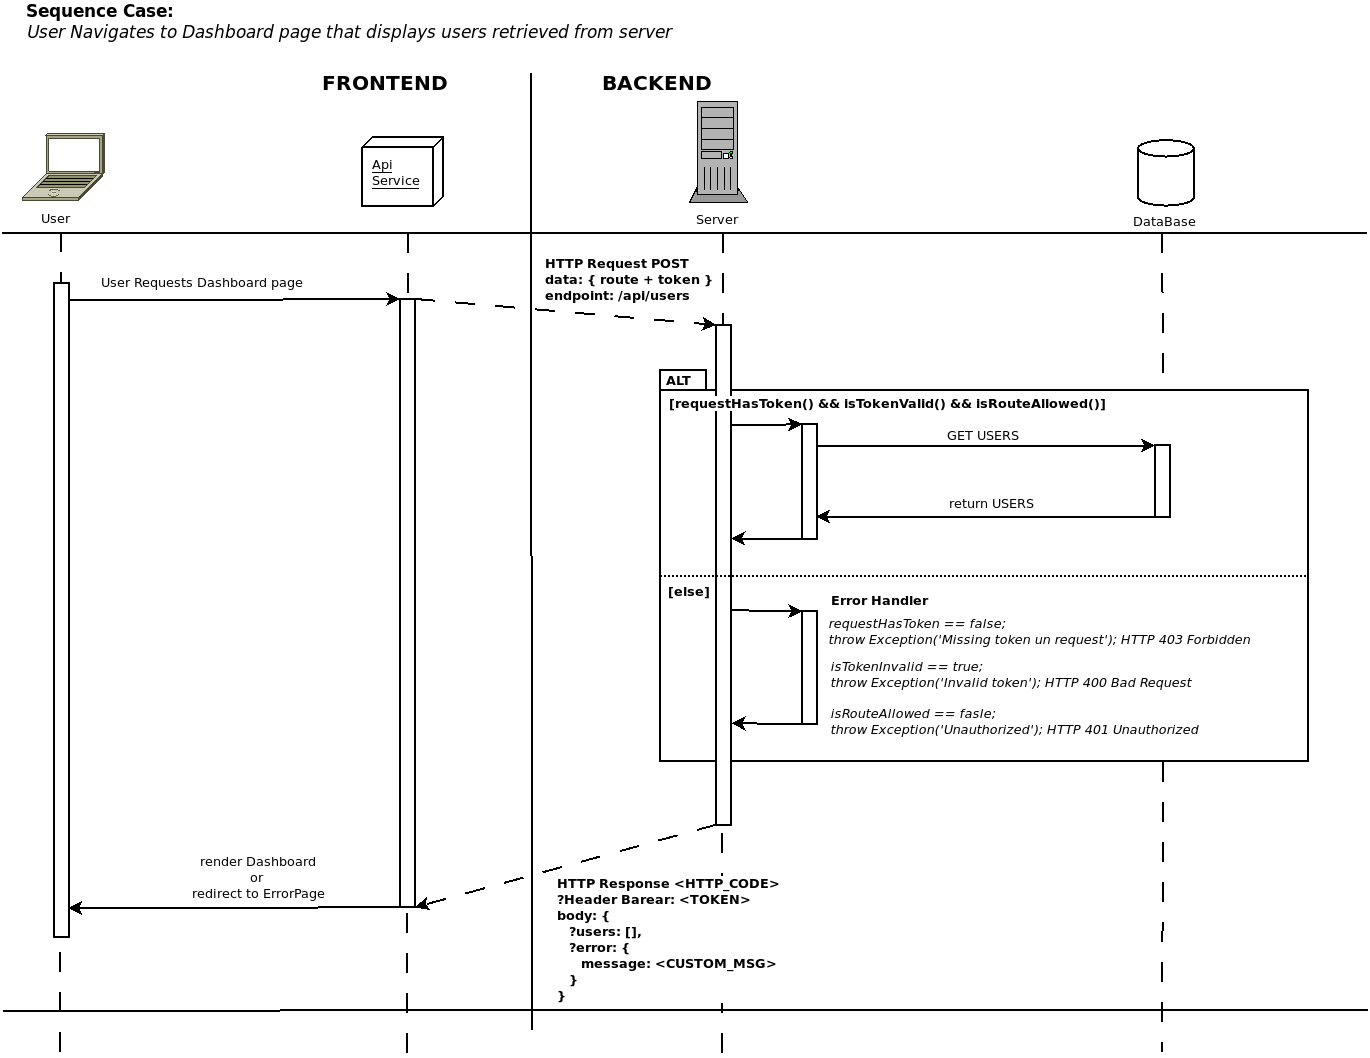 Sequence Case:
User Navigates to Dashboard page that displays users retrieved from server
FRONTEND
BACKEND
Api
Service
User
Server
DataBase
HTTP Request POST
data: { route + token }
endpoint: /api/users
User Requests Dashboard page
ALT
[requestHasToken() && isTokenValid() && isRouteAllowed()]
GET USERS
return USERS
[else]
Error Handler
requestHasToken == false;
throw Exception('Missing token un request'); HTTP 403 Forbidden
isTokenInvalid == true;
throw Exception('Invalid token'); HTTP 400 Bad Request
isRouteAllowed == fasle;
throw Exception('Unauthorized'); HTTP 401 Unauthorized
render Dashboard
or
redirect to ErrorPage
HTTP Response <HTTP_CODE>
?Header Barear: <TOKEN>
body: {
?users: [],
?error: {
message: <CUSTOM_MSG>
}
}